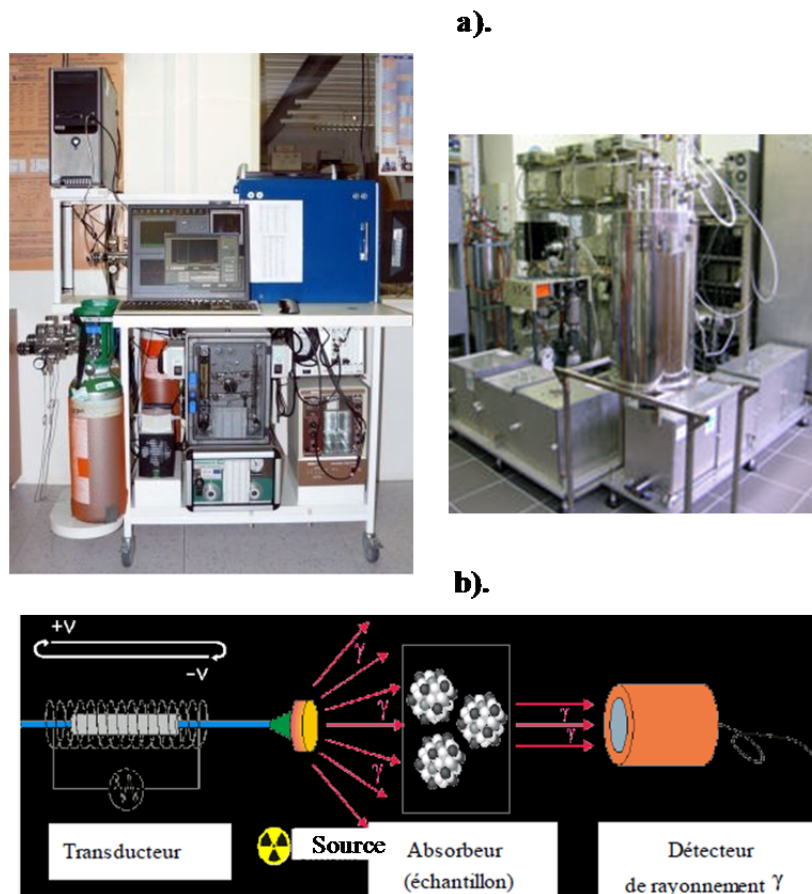 a).
b).
+v
-v
γ
γ
γ
γ
γ
γ
Transducteur
Source
Absorbeur
(échantillon)
Détecteur
de rayonnement γ